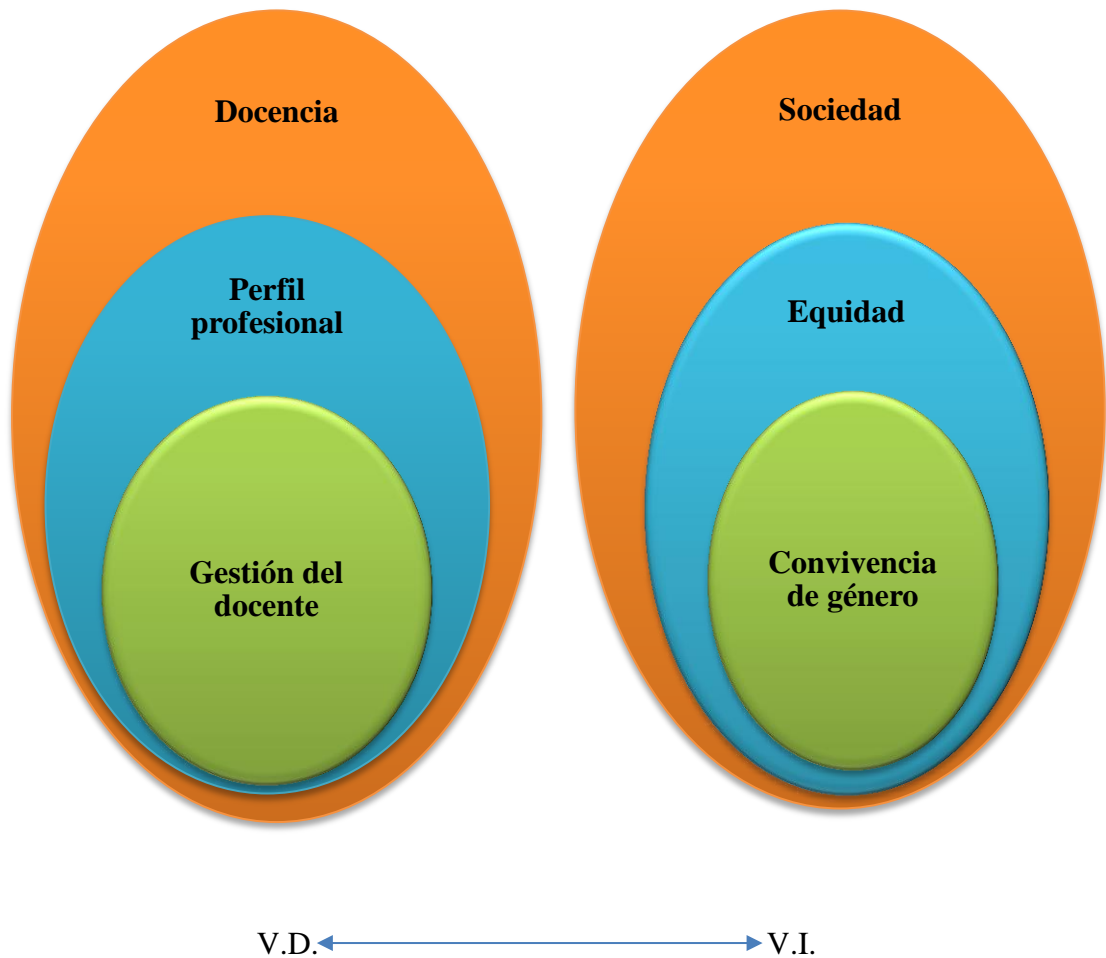 Docencia
Perfil
profesional
Gestión del
docente
Sociedad
Equidad
Convivencia
de género
V.D.
V.I.